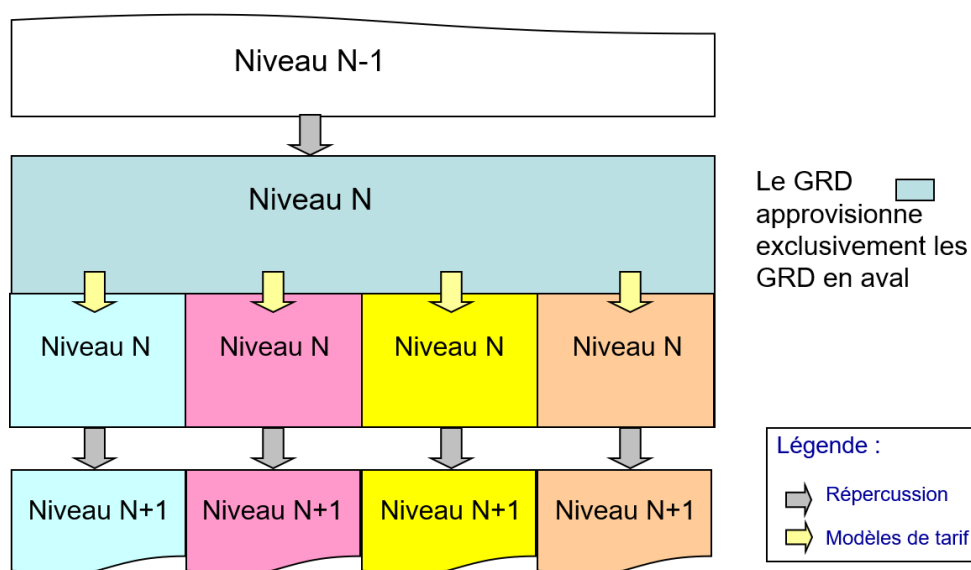 Niveau N-1
Niveau N
Le GRD
approvisionne
exclusivement les
GRD en aval
Niveau N Niveau N Niveau N Niveau N
Légende :
Répercussion
Modèles de tarif
Niveau N+1 Niveau N+1 Niveau N+1 Niveau N+1